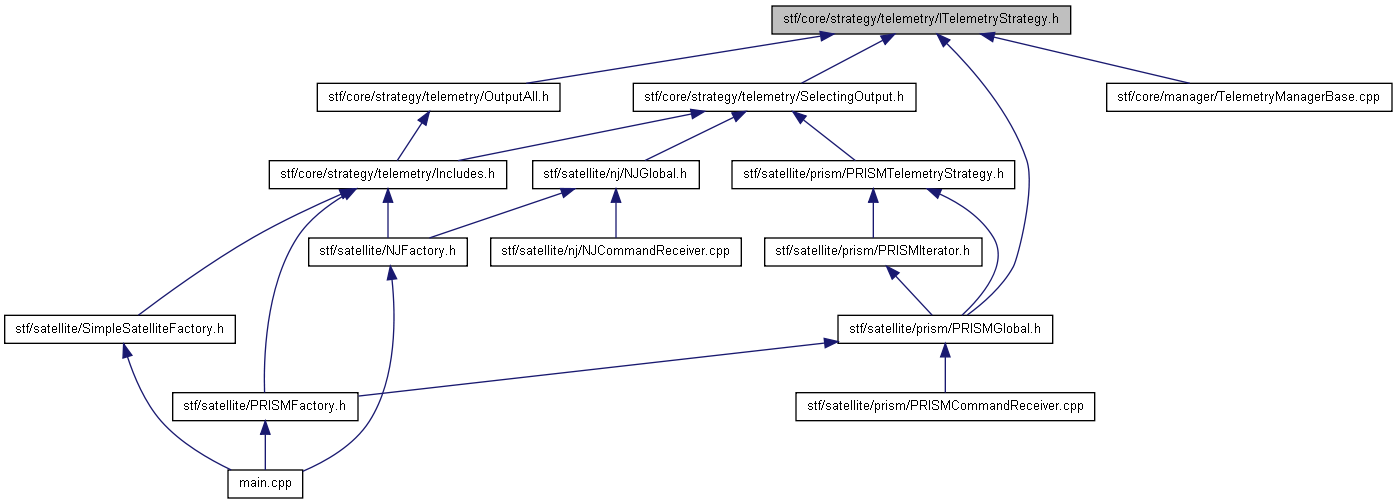 stf/core/strategy/telemetry/ITelemetryStrategy.h
stf/core/strategy/telemetry/OutputAll.h
stf/core/strategy/telemetry/SelectingOutput.h
stf/core/manager/TelemetryManagerBase.cpp
stf/core/strategy/telemetry/Includes.h
stf/satellite/nj/NJGlobal.h
stf/satellite/prism/PRISMTelemetryStrategy.h
stf/satellite/NJFactory.h
stf/satellite/nj/NJCommandReceiver.cpp
stf/satellite/prism/PRISMIterator.h
stf/satellite/SimpleSatelliteFactory.h
stf/satellite/prism/PRISMGlobal.h
stf/satellite/PRISMFactory.h
stf/satellite/prism/PRISMCommandReceiver.cpp
main.cpp